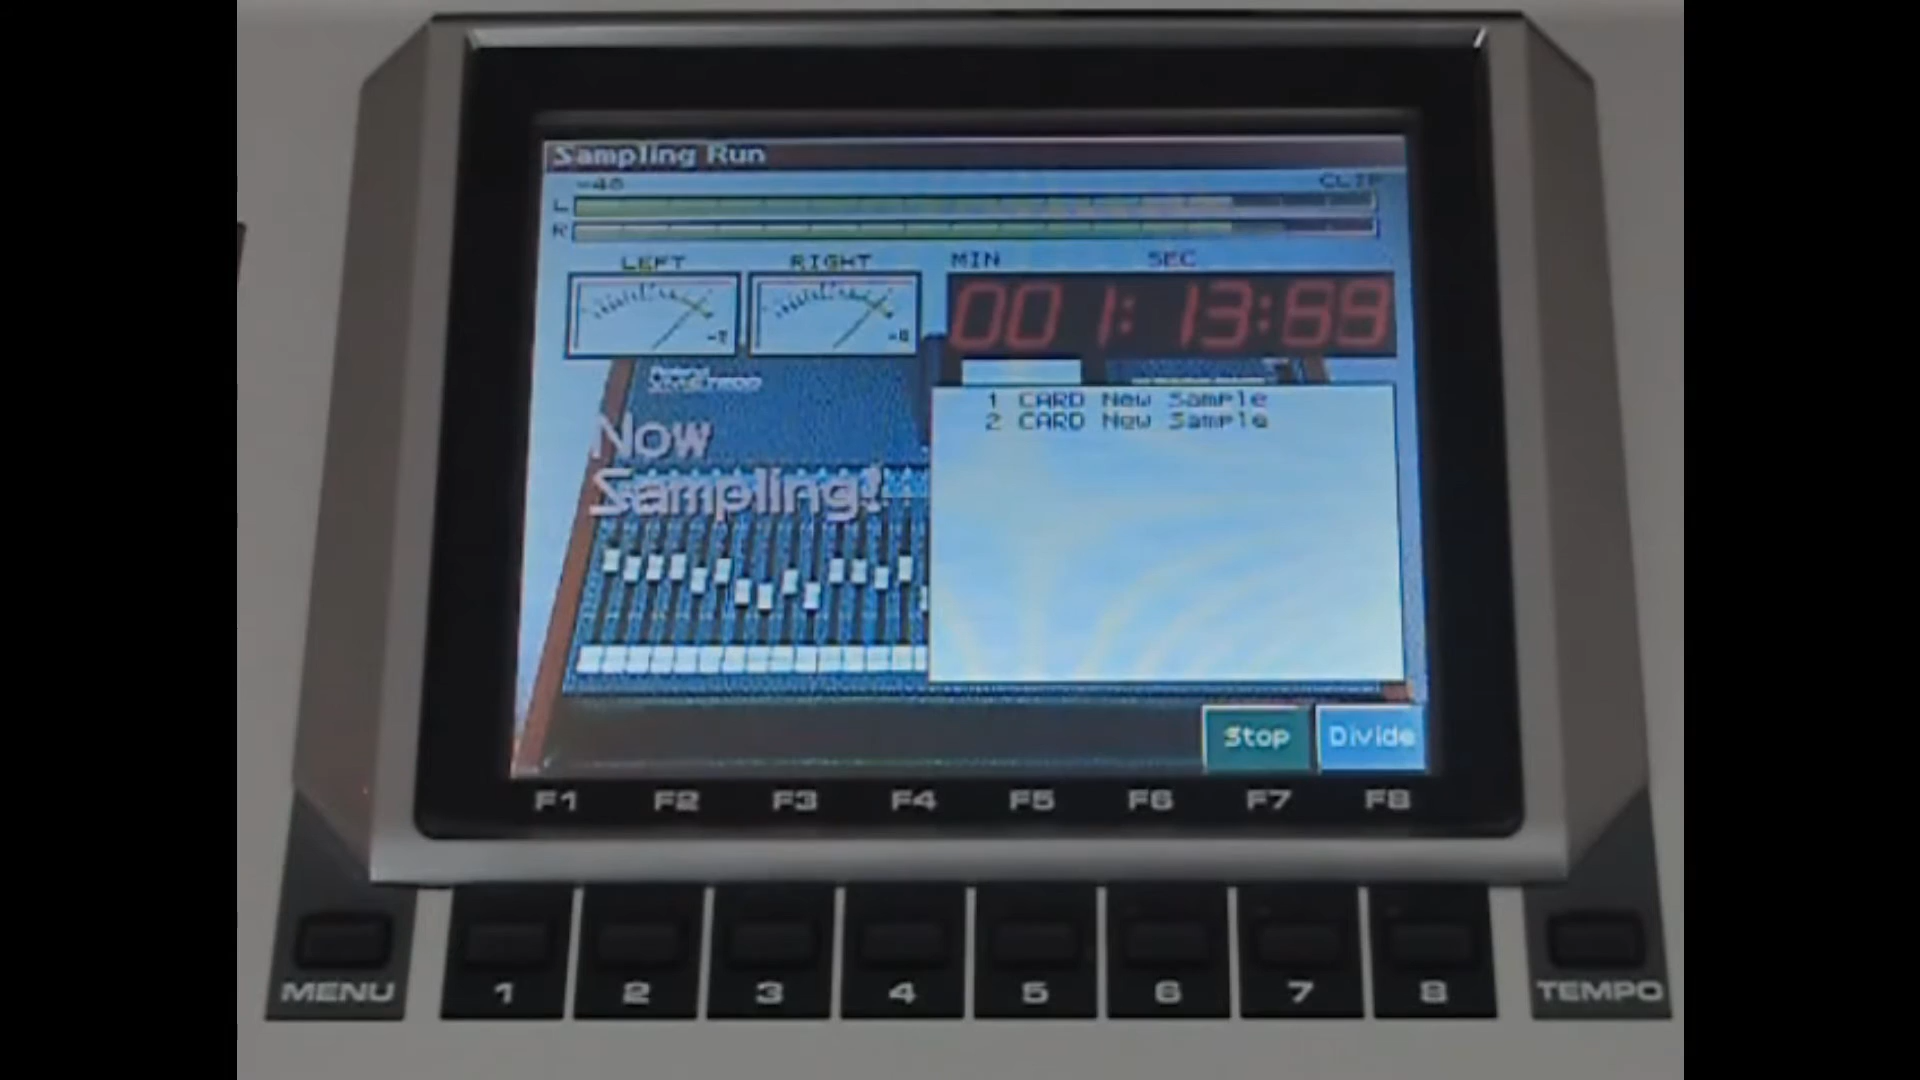 Sampling Run
-48 CLIP
L
R
LEFT RIGHT MIN SEC
001:13:69
-7 -8
Now
Sampling!
1 CARD New Sample
2 CARD New Sample
Stop Divide
F1 F2 F3 F4 F5 F6 F7 F8
MENU 1 2 3 4 5 6 7 8 TEMPO